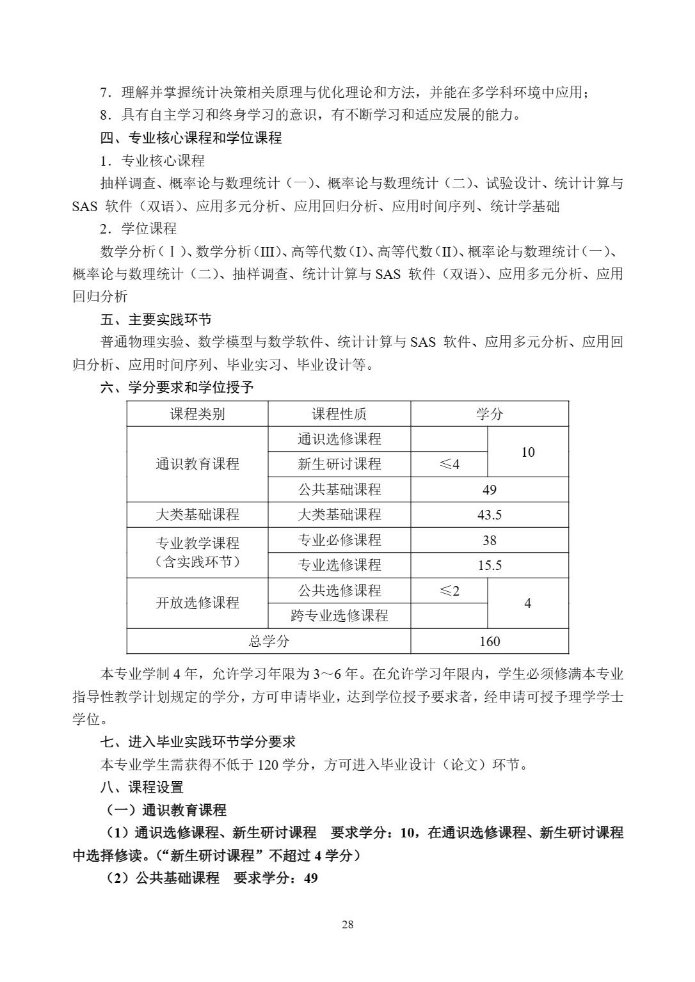 7．理解并掌握统计决策相关原理与优化理论和方法，并能在多学科环境中应用；
8．具有自主学习和终身学习的意识，有不断学习和适应发展的能力。
四、专业核心课程和学位课程
1．专业核心课程
抽样调查、概率论与数理统计（一）、概率论与数理统计（二）、试验设计、统计计算与
SAS 软件（双语）、应用多元分析、应用回归分析、应用时间序列、统计学基础
2．学位课程
数学分析（Ⅰ）、数学分析(III)、高等代数(I)、高等代数(II)、概率论与数理统计(一)、
概率论与数理统计（二）、抽样调查、统计计算与 SAS 软件（双语）、应用多元分析、应用
回归分析
五、主要实践环节
普通物理实验、数学模型与数学软件、统计计算与 SAS 软件、应用多元分析、应用回
归分析、应用时间序列、毕业实习、毕业设计等。
六、学分要求和学位授予
课程类别 课程性质 学分
通识选修课程
通识教育课程 新生研讨课程 ≤4 10
公共基础课程 49
大类基础课程 大类基础课程 43.5
专业教学课程 专业必修课程 38
（含实践环节） 专业选修课程 15.5
开放选修课程 公共选修课程 ≤2 4
跨专业选修课程
总学分 160
本专业学制 4 年，允许学习年限为 3～6 年。在允许学习年限内，学生必须修满本专业
指导性教学计划规定的学分，方可申请毕业，达到学位授予要求者，经申请可授予理学学士
学位。
七、进入毕业实践环节学分要求
本专业学生需获得不低于 120 学分，方可进入毕业设计（论文）环节。
八、课程设置
（一）通识教育课程
（1）通识选修课程、新生研讨课程 要求学分：10，在通识选修课程、新生研讨课程
中选择修读。（“新生研讨课程”不超过 4 学分）
（2）公共基础课程 要求学分：49
28